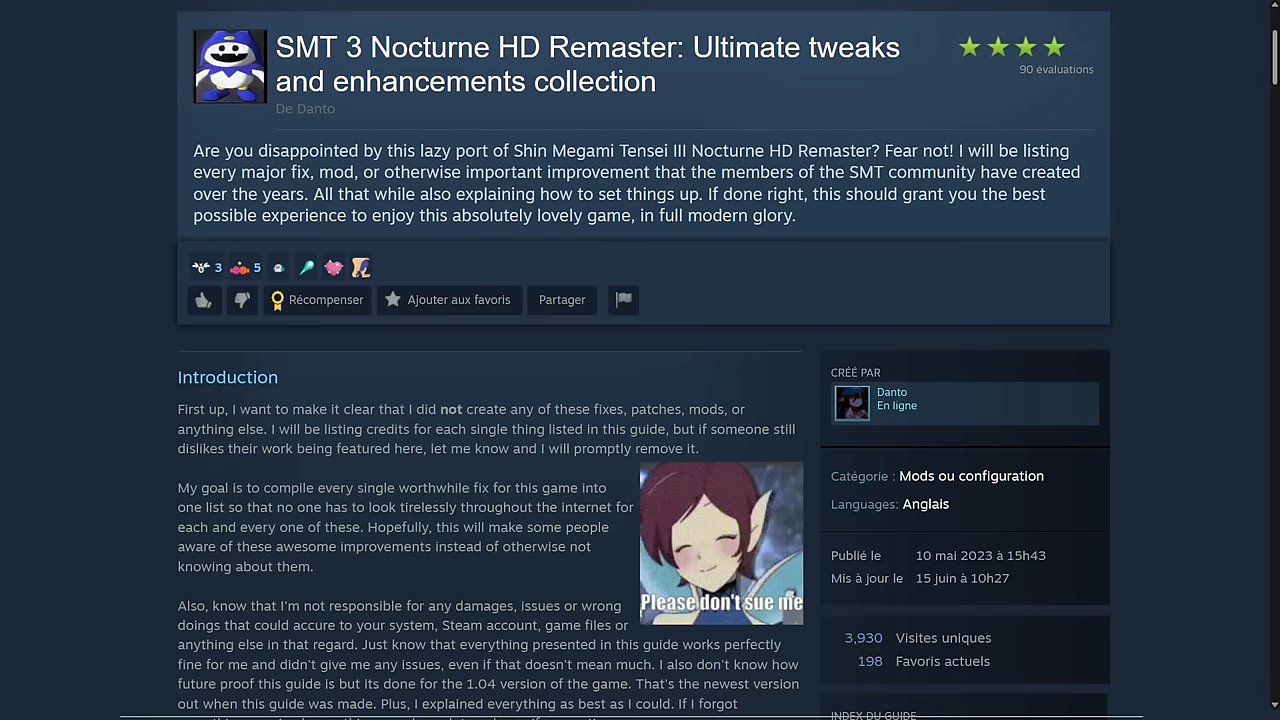 SMT 3 Nocturne HD Remaster: Ultimate tweaks
and enhancements collection
90 évaluations
De Danto
Are you disappointed by this lazy port of Shin Megami Tensei III Nocturne HD Remaster? Fear not! I will be listing
every major fix, mod, or otherwise important improvement that the members of the SMT community have created
over the years. All that while also explaining how to set things up. If done right, this should grant you the best
possible experience to enjoy this absolutely lovely game, in full modern glory.
3 5
Récompenser Ajouter aux favoris Partager
Introduction
First up, I want to make it clear that I did not create any of these fixes, patches, mods, or
anything else. I will be listing credits for each single thing listed in this guide, but if someone still
dislikes their work being featured here, let me know and I will promptly remove it.
My goal is to compile every single worthwhile fix for this game into
one list so that no one has to look tirelessly throughout the internet for
each and every one of these. Hopefully, this will make some people
aware of these awesome improvements instead of otherwise not
knowing about them.
Please don't sue me
Also, know that I'm not responsible for any damages, issues or wrong
doings that could accure to your system, Steam account, game files or
anything else in that regard. Just know that everything presented in this guide works perfectly
fine for me and didn't give me any issues, even if that doesn't mean much. I also don't know how
future proof this guide is but its done for the 1.04 version of the game. That's the newest version
out when this guide was made. Plus, I explained everything as best as I could. If I forgot
CRÉÉ PAR
Danto
En ligne
Catégorie : Mods ou configuration
Languages: Anglais
Publié le 10 mai 2023 à 15h43
Mis à jour le 15 juin à 10h27
3,930 Visites uniques
198 Favoris actuels
INDEX DU GUIDE